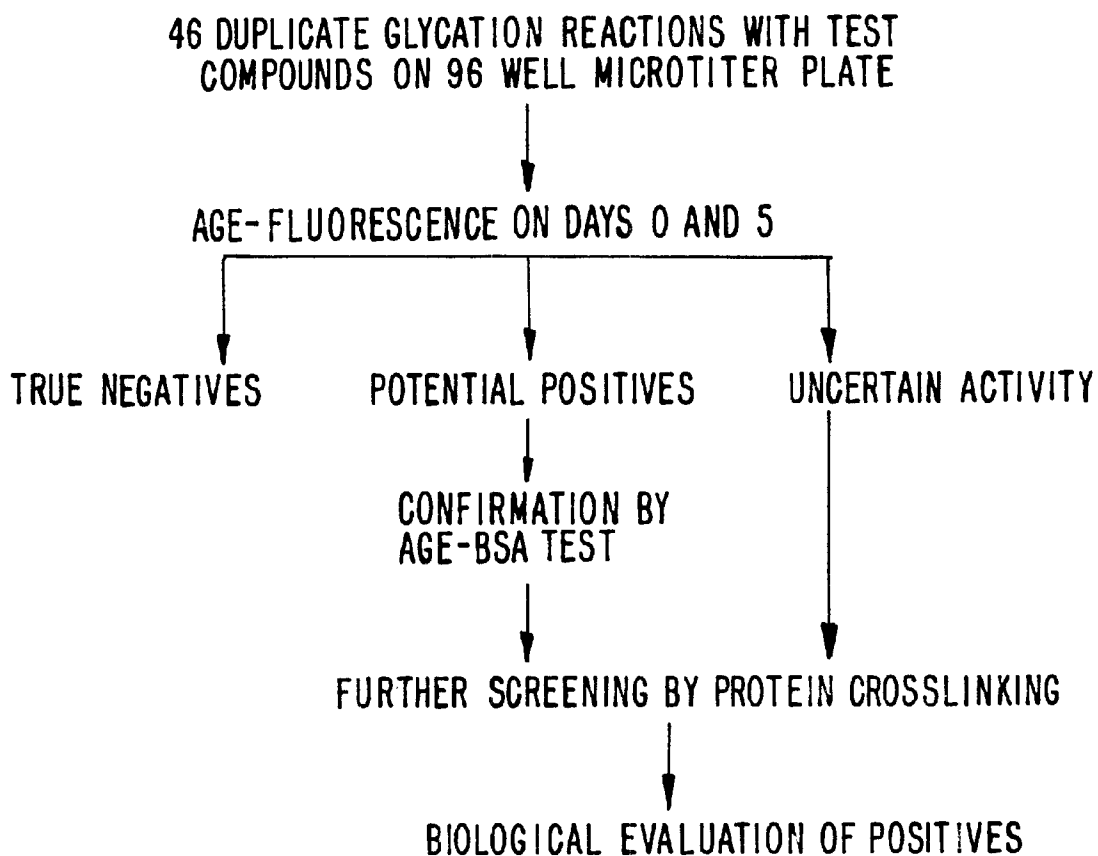 46 DUPLICATE GLYCATION REACTIONS WITH TEST
COMPOUNDS ON 96 WELL MICROTITER PLATE
AGE-FLUORESCENCE ON DAYS 0 AND 5
TRUE NEGATIVES
POTENTIAL POSITIVES
UNCERTAIN ACTIVITY
CONFIRMATION BY
AGE-BSA TEST
FURTHER SCREENING BY PROTEIN CROSSLINKING
BIOLOGICAL EVALUATION OF POSITIVES